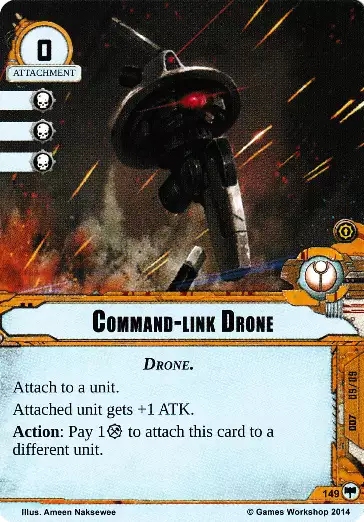 0
ATTACHMENT
COMMAND-LINK DRONE
DRONE.
Attach to a unit.
Attached unit gets +1 ATK.
Action: Pay 1 to attach this card to a
different unit.
149
Illus. Ameen Naksewee
© Games Workshop 2014